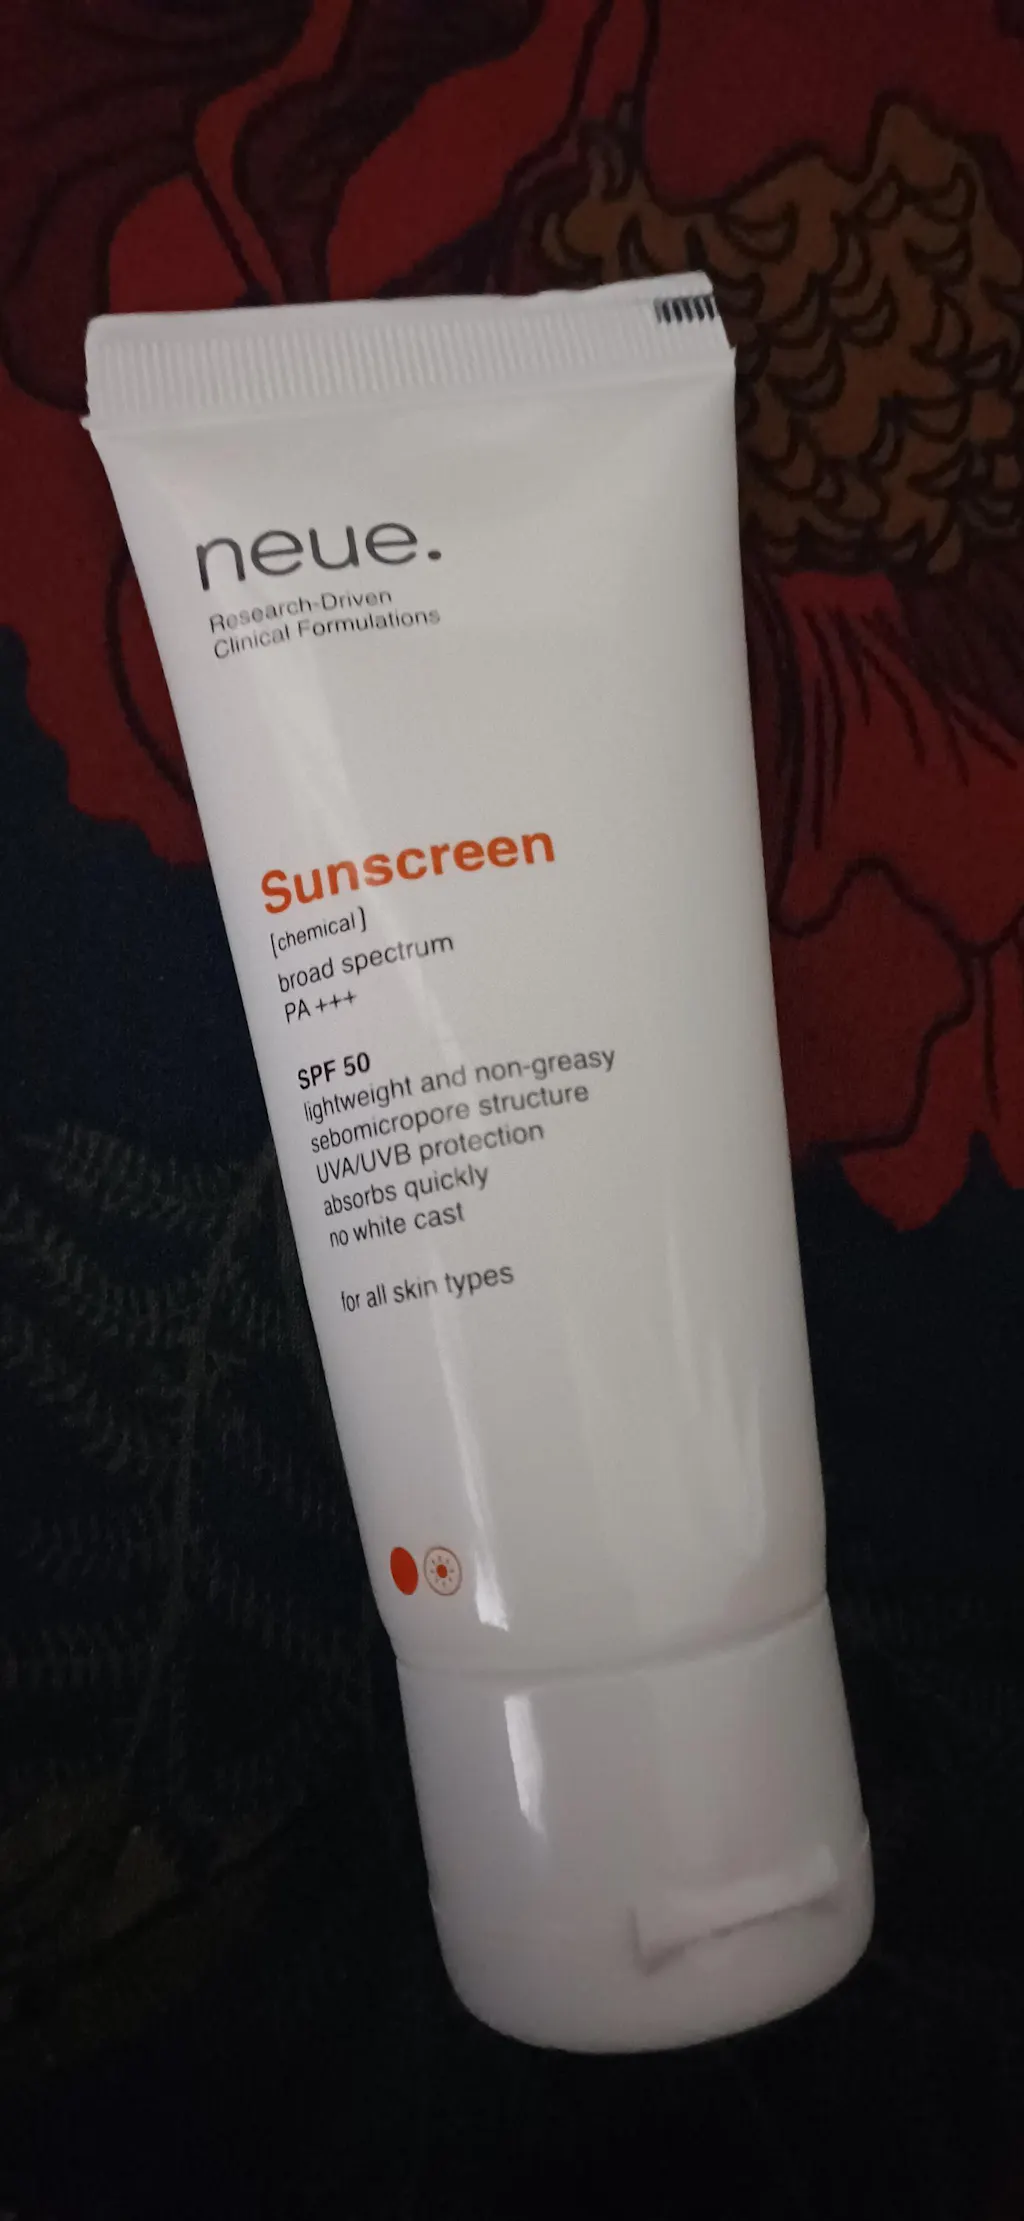 neue.
Research-Driven
Clinical Formulations
Sunscreen
[chemical]
broad spectrum
PA +++
SPF 50
lightweight and non-greasy
sebomicropore structure
UVA/UVB protection
absorbs quickly
no white cast
for all skin types